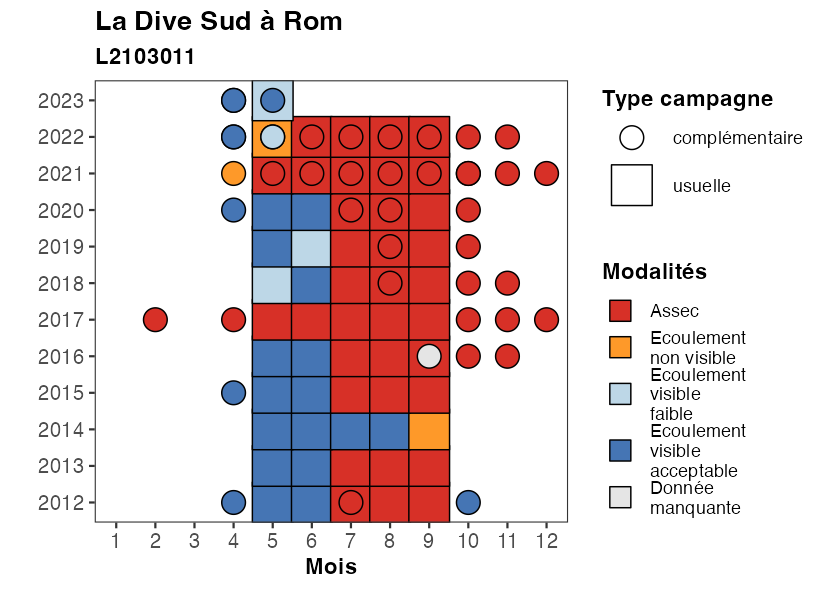 La Dive Sud à Rom
L2103011
2023
2022
2021
2020
2019
2018
2017
2016
2015
2014
2013
2012
1 2 3 4 5 6 7 8 9 10 11 12
Mois
Type campagne
complémentaire
usuelle
Modalités
Assec
Ecoulement
non visible
Ecoulement
visible
faible
Ecoulement
visible
acceptable
Donnée
manquante